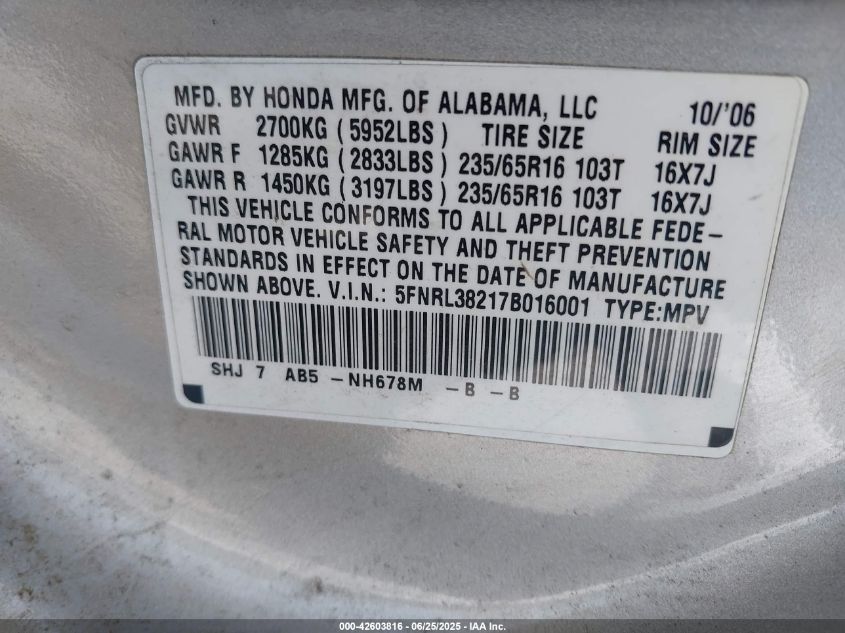 MFD. BY HONDA MFG. OF ALABAMA, LLC 10/'06
GVWR 2700KG (5952LBS) TIRE SIZE RIM SIZE
GAWR F 1285KG (2833LBS) 235/65R16 103T 16X7J
GAWR R 1450KG (3197LBS) 235/65R16 103T 16X7J
THIS VEHICLE CONFORMS TO ALL APPLICABLE FEDE-
RAL MOTOR VEHICLE SAFETY AND THEFT PREVENTION
STANDARDS IN EFFECT ON THE DATE OF MANUFACTURE
SHOWN ABOVE. V.I.N.: 5FNRL38217B016001 TYPE:MPV
SHJ 7 AB5 -NH678M -B -B
000-42603816 - 06/25/2025 - IAA Inc.